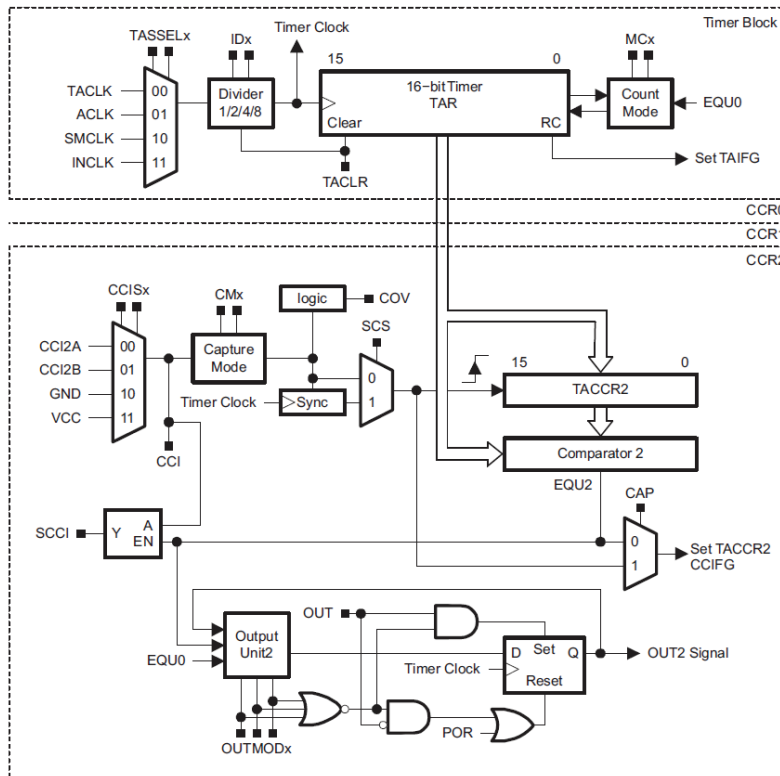 Timer Block
TASSELx
IDx
Timer Clock
15
0
MCx
TACLK
ACLK
SMCLK
INCLK
00
01
10
11
Divider
1/2/4/8
16−bit Timer
TAR
Clear
RC
Count
Mode
EQU0
Set TAIFG
TACLR
CCR0
CCR1
CCR2
CCISx
CMx
logic
COV
SCS
CCI2A
CCI2B
GND
VCC
00
01
10
11
Capture
Mode
Timer Clock
Sync
0
1
15
0
TACCR2
CCI
Comparator 2
EQU2
CAP
SCCI
Y
A
EN
0
1
Set TACCR2
CCIFG
OUT
Output
Unit2
EQU0
Timer Clock
D
Set
Q
Reset
OUT2 Signal
POR
OUTMODx